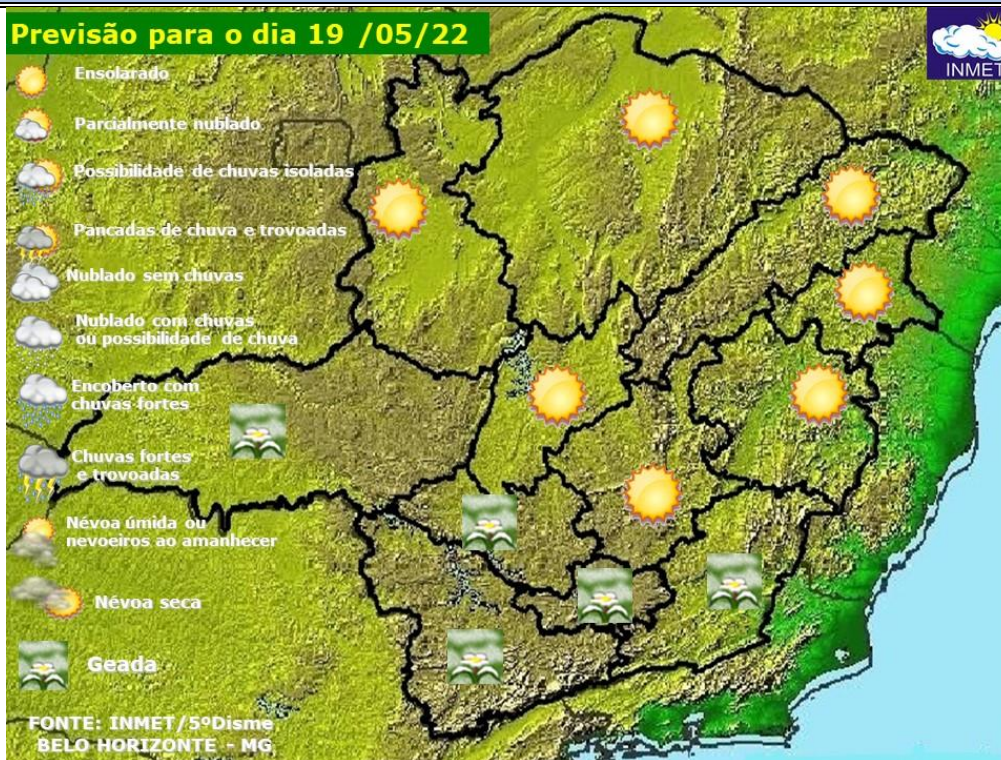 Previsão para o dia 19 /05/22
INMET
Ensolarado
Parcialmente nublado
Possibilidade de chuvas isoladas
Pancadas de chuva e trovoadas
Nublado sem chuvas
Nublado com chuvas
ou possibilidade de chuva
Encoberto com
chuvas fortes
Chuvas fortes
e trovoadas
Névoa úmida ou
nevoeiros ao amanhecer
Névoa seca
Geada
FONTE: INMET/5ºDisme
BELO HORIZONTE - MG